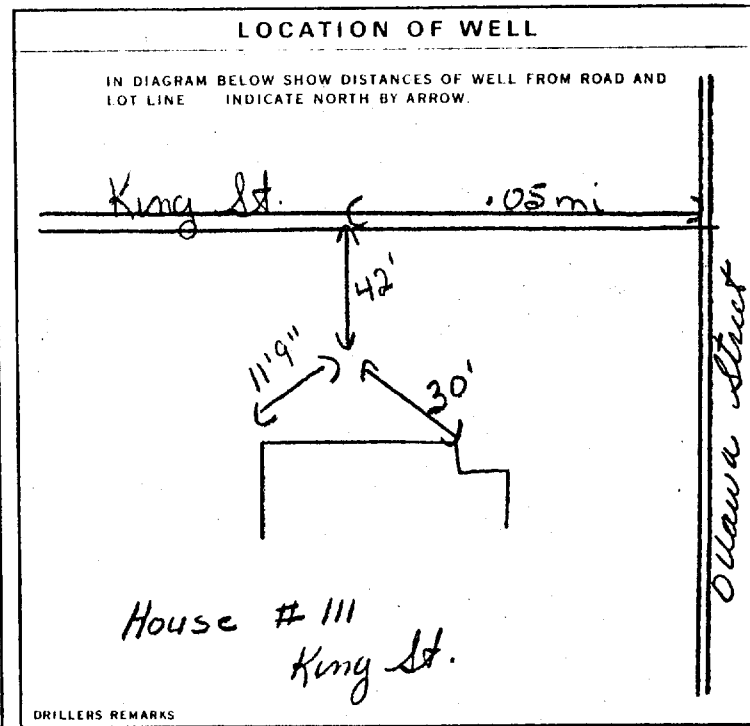 LOCATION OF WELL
IN DIAGRAM BELOW SHOW DISTANCES OF WELL FROM ROAD AND
LOT LINE INDICATE NORTH BY ARROW.
King St. .05 mi
42'
11'9"
30'
Ottawa Street
House # 111
King St.
DRILLERS REMARKS